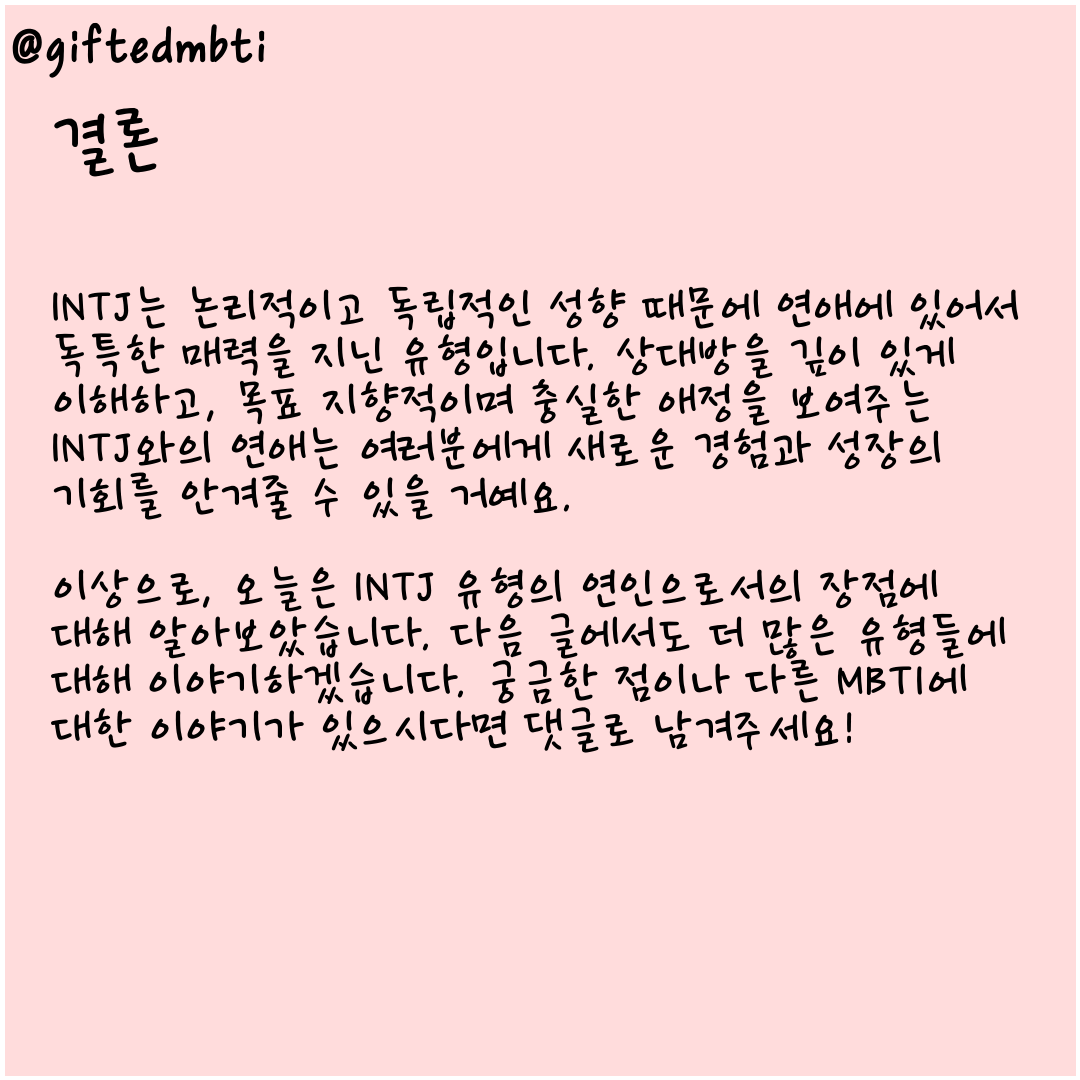 @giftedmbti
결론
INTJ는 논리적이고 독립적인 성향 때문에 연애에 있어서
독특한 매력을 지닌 유형입니다. 상대방을 깊이 있게
이해하고, 목표 지향적이며 충실한 애정을 보여주는
INTJ와의 연애는 여러분에게 새로운 경험과 성장의
기회를 안겨줄 수 있을 거예요.
이상으로, 오늘은 INTJ 유형의 연인으로서의 장점에
대해 알아보았습니다. 다음 글에서도 더 많은 유형들에
대해 이야기하겠습니다. 궁금한 점이나 다른 MBTI에
대한 이야기가 있으시다면 댓글로 남겨주세요!